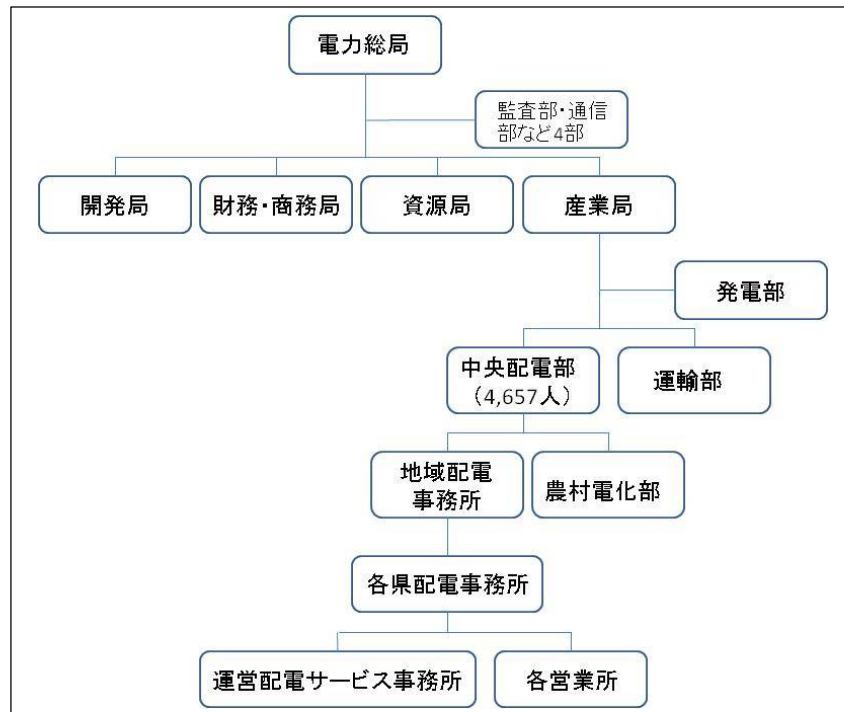 電力総局
監査部・通信
部など4部
開発局
財務・商務局
資源局
産業局
発電部
中央配電部
（4,657人）
運輸部
地域配電
事務所
農村電化部
各県配電事務所
運営配電サービス事務所
各営業所